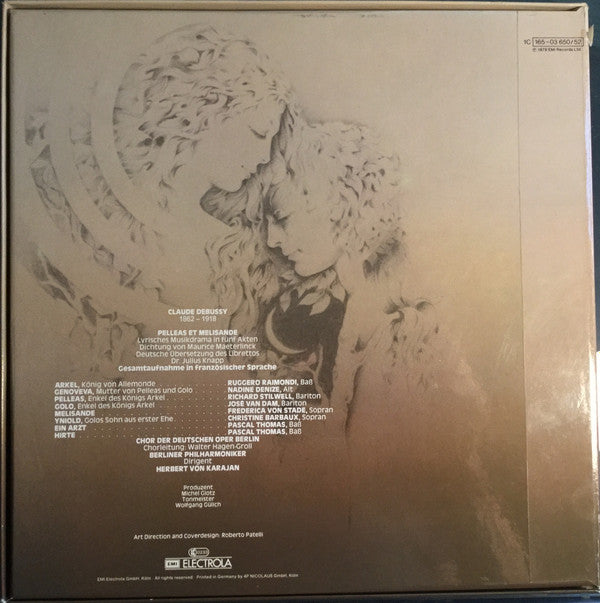 1C 165-03 650/52
℗ 1979 EMI Records Ltd
CLAUDE DEBUSSY
1862 – 1918
PELLEAS ET MELISANDE
Lyrisches Musikdrama in fünf Akten
Dichtung von Maurice Maeterlinck
Deutsche Übersetzung des Librettos
Dr. Julius Knapp
Gesamtaufnahme in französischer Sprache
ARKEL, König von Allemonde RUGGERO RAIMONDI, Baß
GENOVEVA, Mutter von Pelleas und Golo NADINE DENIZE, Alt
PELLEAS, Enkel des Königs Arkel RICHARD STILWELL, Bariton
GOLO, Enkel des Königs Arkel JOSÉ VAN DAM, Bariton
MELISANDE FREDERICA VON STADE, Sopran
YNIOLD, Golos Sohn aus erster Ehe CHRISTINE BARBAUX, Sopran
EIN ARZT PASCAL THOMAS, Baß
HIRTE PASCAL THOMAS, Baß
CHOR DER DEUTSCHEN OPER BERLIN
Chorleitung: Walter Hagen-Groll
BERLINER PHILHARMONIKER
Dirigent
HERBERT VON KARAJAN
Produzent
Michel Glotz
Tonmeister
Wolfgang Gülich
Art Direction and Coverdesign: Roberto Patelli
EMI ELECTROLA
EMI Electrola GmbH, Köln All rights reserved Printed in Germany by 4P NICOLAUS GmbH, Köln